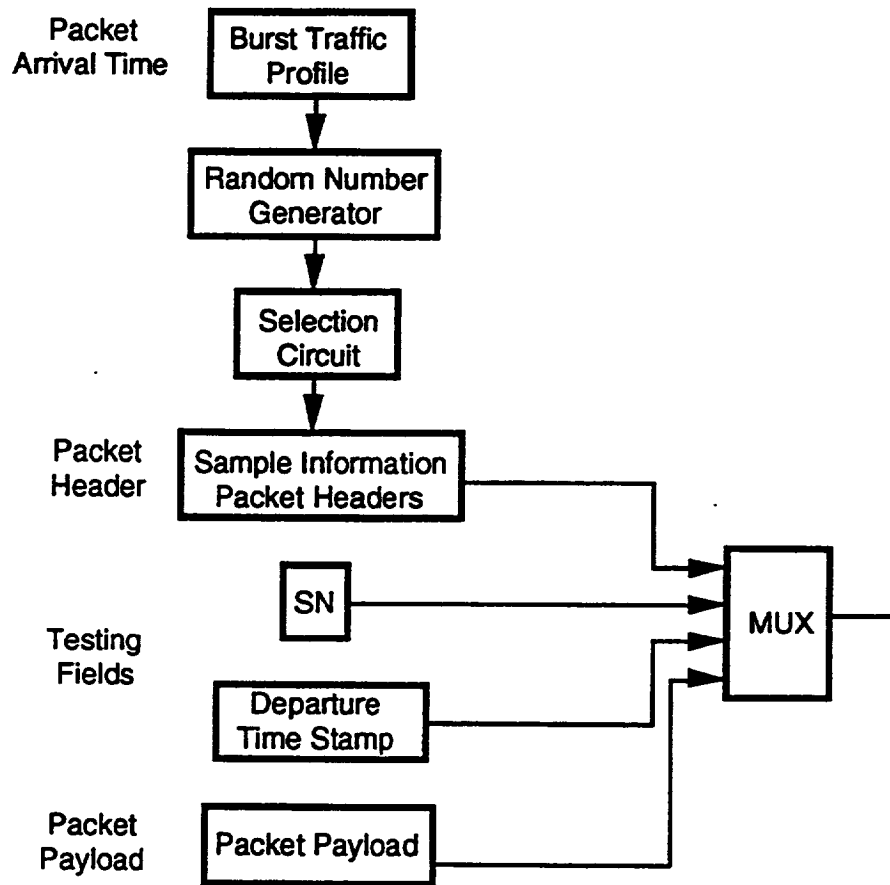 Packet
Arrival Time
Burst Traffic
Profile
Random Number
Generator
Selection
Circuit
Packet
Header
Sample Information
Packet Headers
SN
MUX
Testing
Fields
Departure
Time Stamp
Packet
Payload
Packet Payload